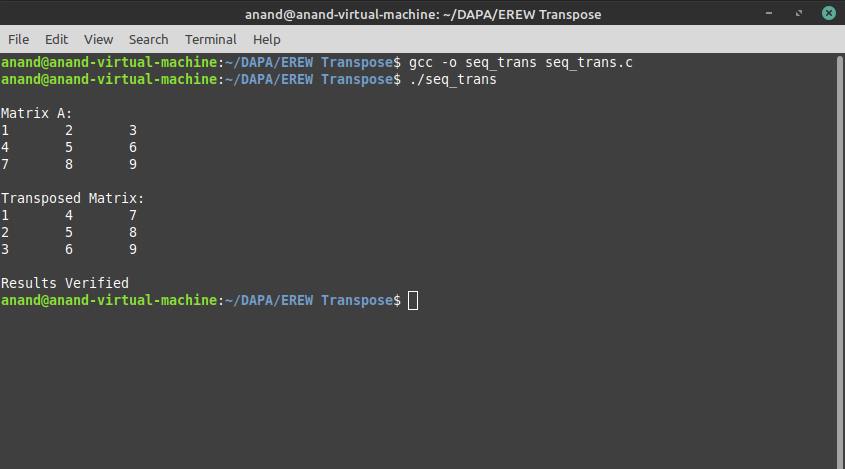 anand@anand-virtual-machine: ~/DAPA/EREW Transpose
File Edit View Search Terminal Help
anand@anand-virtual-machine:~/DAPA/EREW Transpose$ gcc -o seq_trans seq_trans.c
anand@anand-virtual-machine:~/DAPA/EREW Transpose$ ./seq_trans
Matrix A:
1 2 3
4 5 6
7 8 9
Transposed Matrix:
1 4 7
2 5 8
3 6 9
Results Verified
anand@anand-virtual-machine:~/DAPA/EREW Transpose$